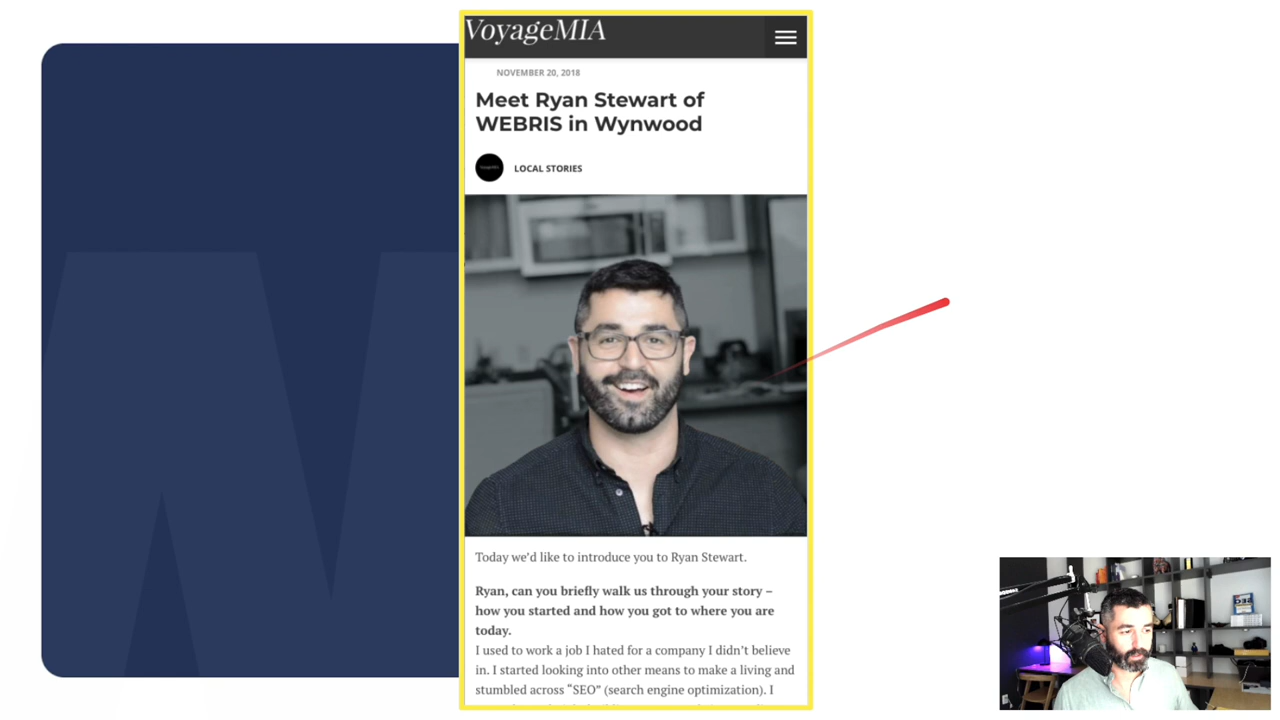 VoyageMIA
NOVEMBER 20, 2018
Meet Ryan Stewart of
WEBRIS in Wynwood
LOCAL STORIES
Today we’d like to introduce you to Ryan Stewart.
Ryan, can you briefly walk us through your story –
how you started and how you got to where you are
today.
I used to work a job I hated for a company I didn’t believe
in. I started looking into other means to make a living and
stumbled across “SEO” (search engine optimization). I
SEO